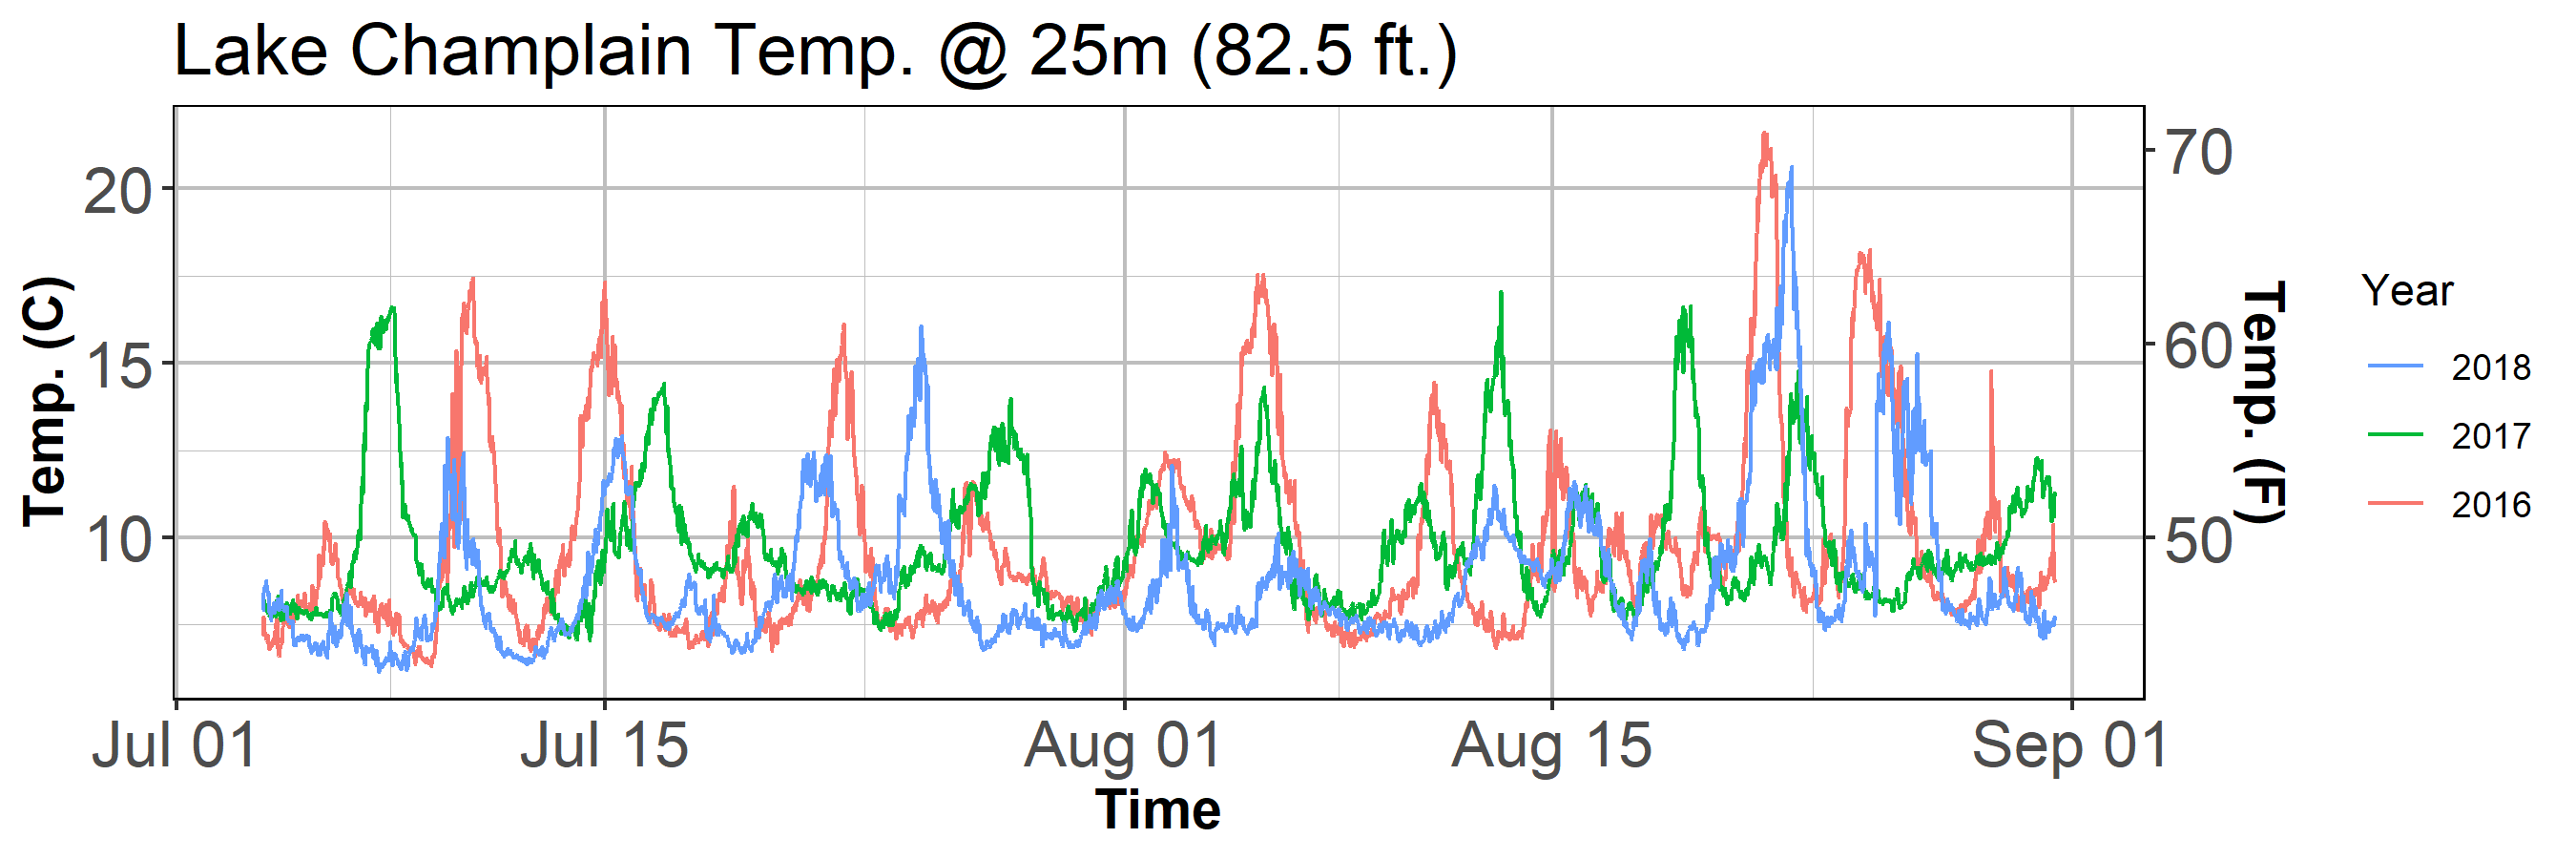 Lake Champlain Temp. @ 25m (82.5 ft.)
Temp. (C)
20
15
10
70
60
50
Temp. (F)
Jul 01
Jul 15
Aug 01
Aug 15
Sep 01
Time
Year
2018
2017
2016